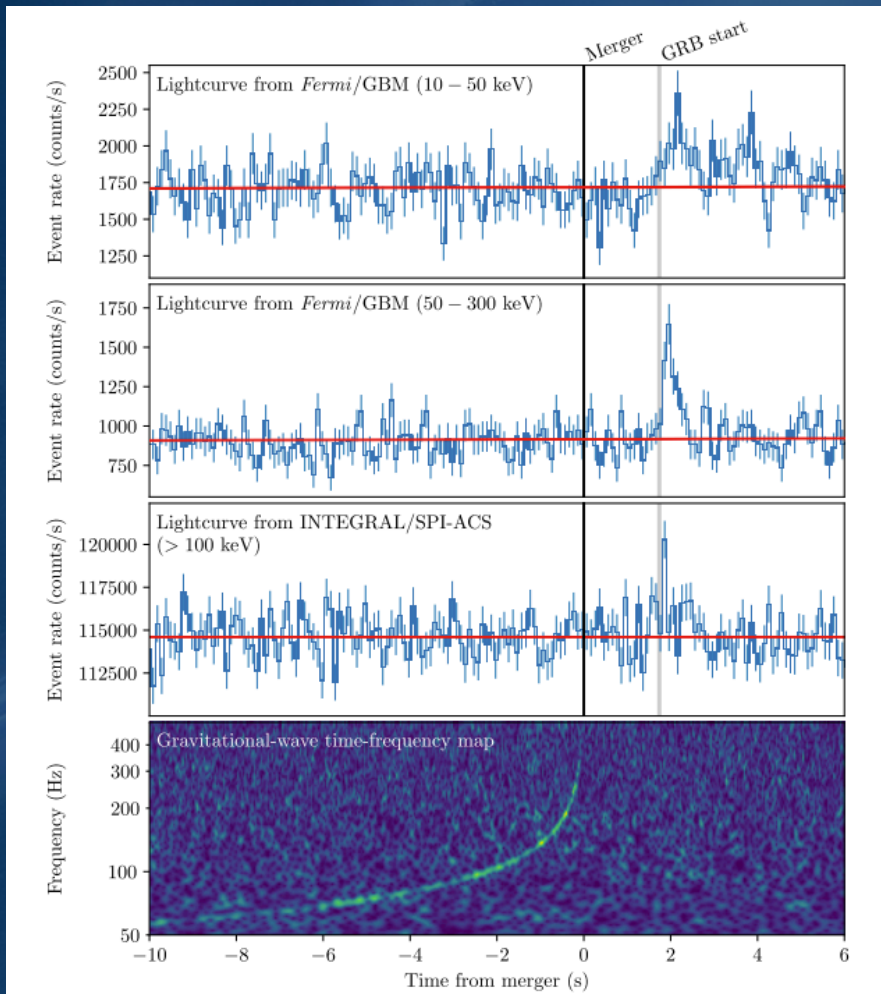 Merger
GRB start
Lightcurve from Fermi/GBM (10 − 50 keV)
Event rate (counts/s)
2500
2250
2000
1750
1500
1250
Lightcurve from Fermi/GBM (50 − 300 keV)
Event rate (counts/s)
1750
1500
1250
1000
750
Lightcurve from INTEGRAL/SPI-ACS
(> 100 keV)
Event rate (counts/s)
120000
117500
115000
112500
Gravitational-wave time-frequency map
Frequency (Hz)
400
300
200
100
50
−10 −8 −6 −4 −2 0 2 4 6
Time from merger (s)